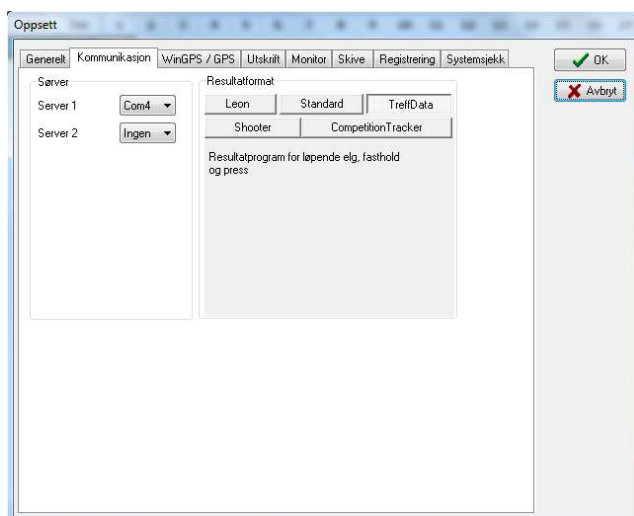 Oppsett
Generelt Kommunikasjon WinGPS / GPS Utskrift Monitor Skive Registrering Systemsjekk
OK
Avbryt
Sørver
Server 1 Com4
Server 2 Ingen
Resultatformat
Leon Standard TreffData
Shooter CompetitionTracker
Resultatprogram for løpende elg, fasthold
og press